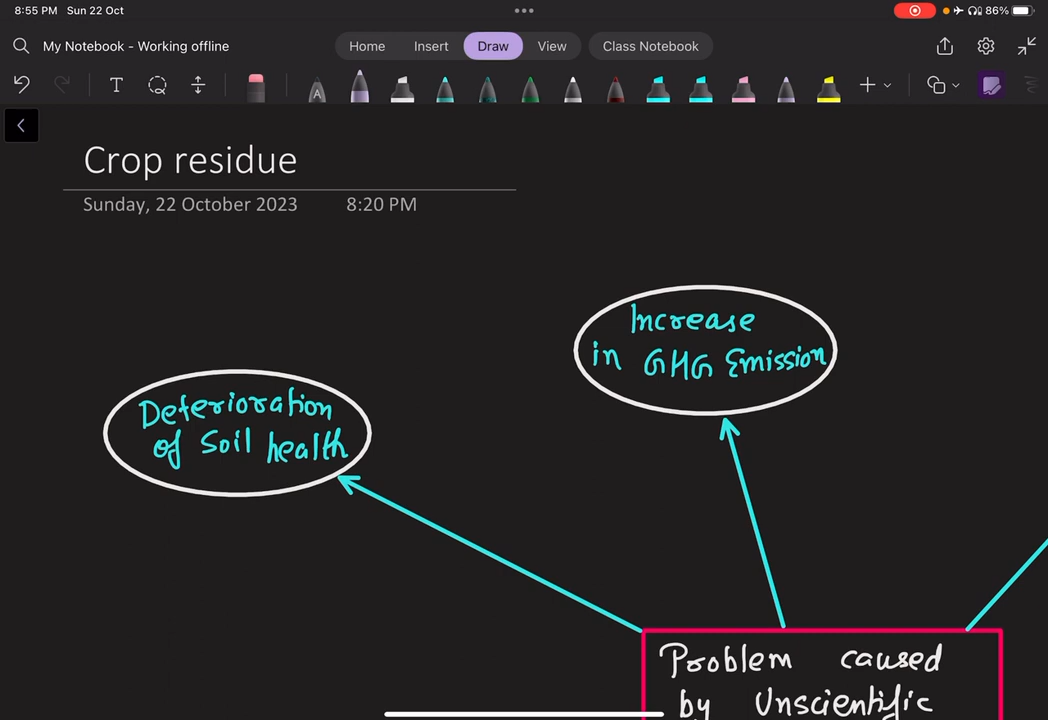 8:55 PM Sun 22 Oct
86%
My Notebook - Working offline
Home Insert Draw View Class Notebook
T
A
Crop residue
Sunday, 22 October 2023 8:20 PM
Increase
in GHG Emission
Deterioration
of Soil health
Problem caused
by Unscientific